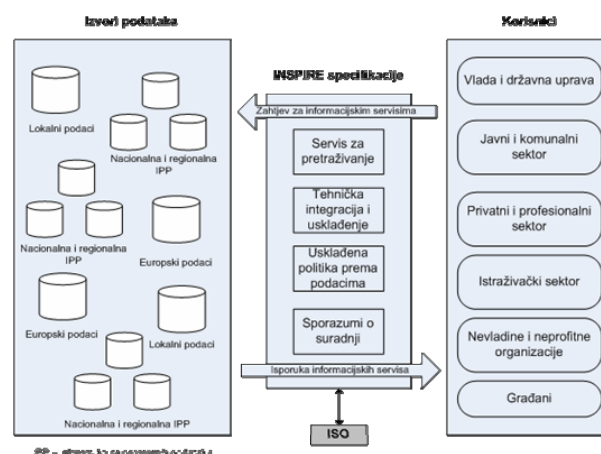 Izvori podataka
Lokalni podaci
Nacionalna i regionalna
IPP
Nacionalna i regionalna
IPP
Europski podaci
Europski podaci
Lokalni podaci
Nacionalna i regionalna IPP
INSPIRE specifikacije
Zahtjev za informacijskim servisima
Servis za
pretraživanje
Tehnička
integracija i
usklađenje
Usklađena
politika prema
podacima
Sporazumi o
suradnji
Isporuka informacijskih servisa
ISO
Korisnici
Vlada i državna uprava
Javni i komunalni
sektor
Privatni i profesionalni
sektor
Istraživački sektor
Nevladine i neprofitne
organizacije
Građani